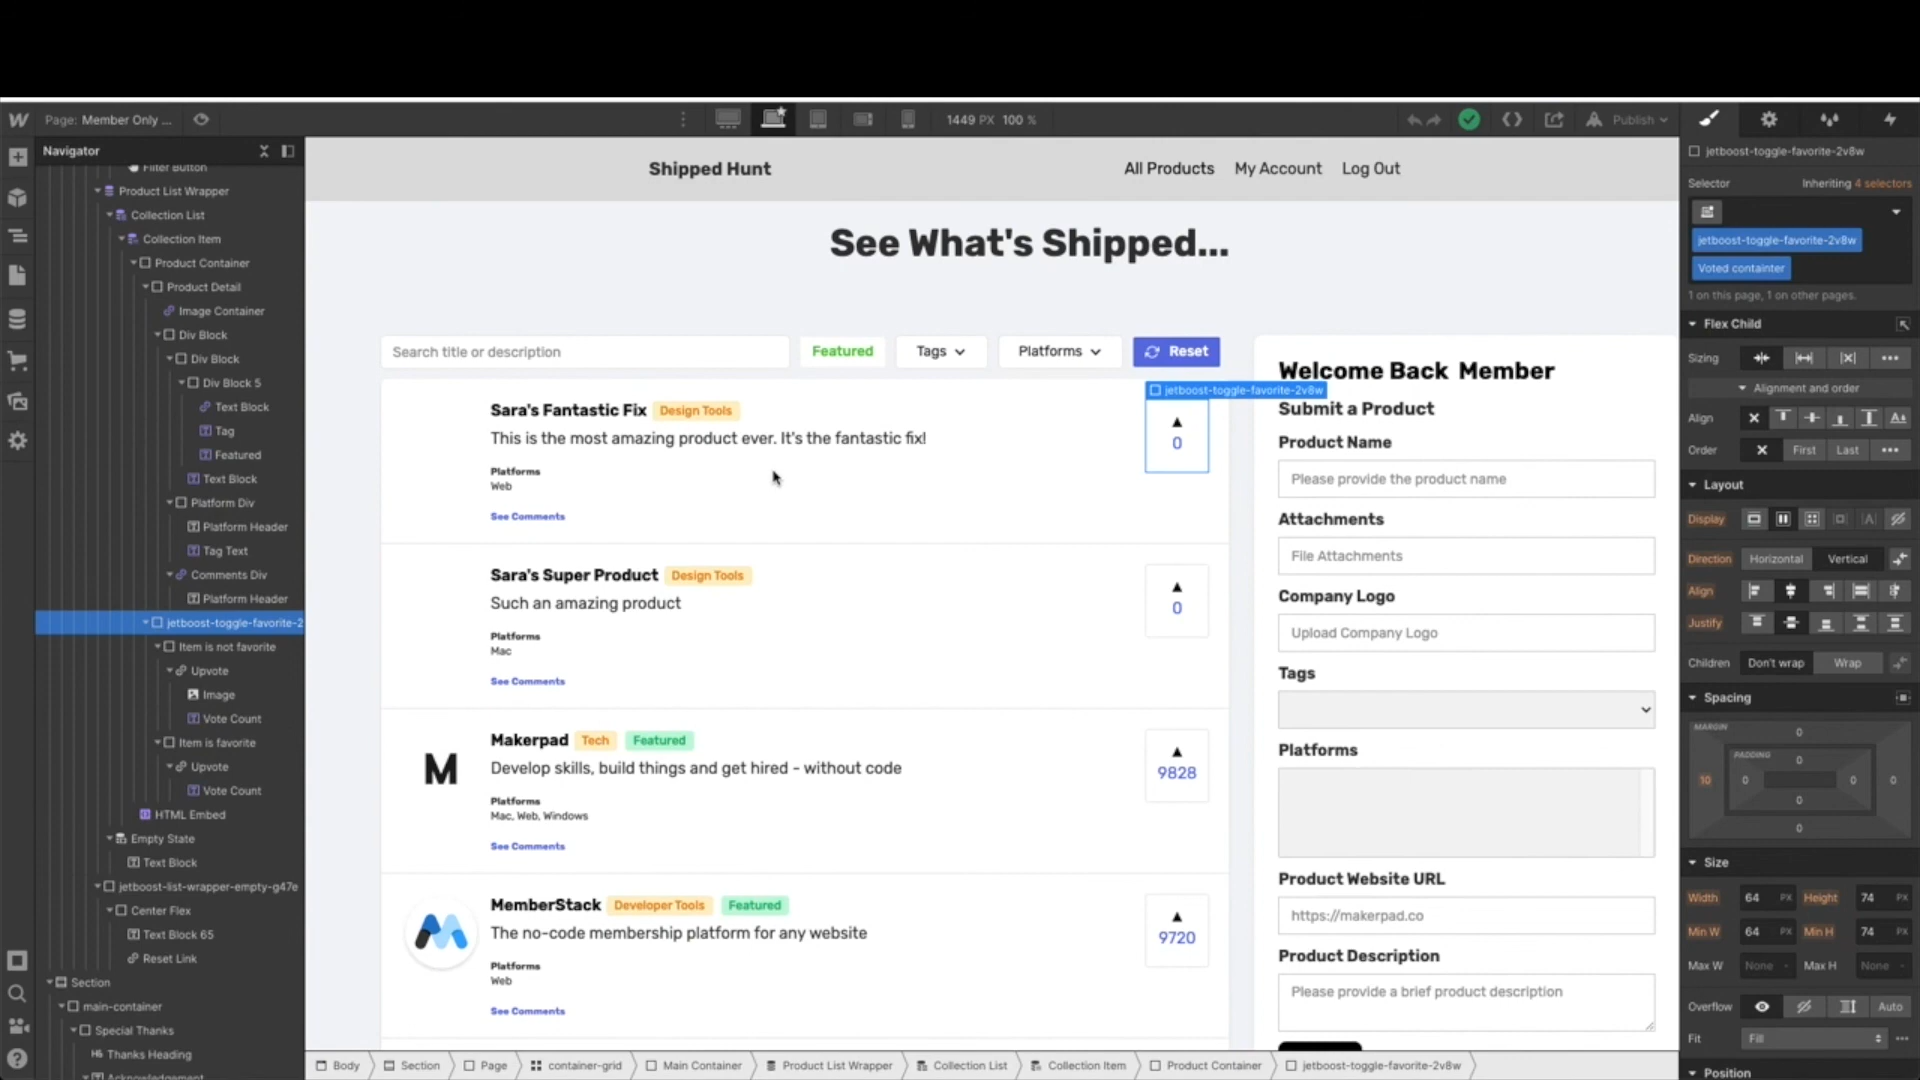 Page: Member Only ...
1449 PX 100 %
Publish
Navigator
Filter Button
Product List Wrapper
Collection List
Collection Item
Product Container
Product Detail
Image Container
Div Block
Div Block
Div Block 5
Text Block
Tag
Featured
Text Block
Platform Div
Platform Header
Tag Text
Comments Div
Platform Header
jetboost-toggle-favorite-2
Item is not favorite
Upvote
Image
Vote Count
Item is favorite
Upvote
Vote Count
HTML Embed
Empty State
Text Block
jetboost-list-wrapper-empty-g47e
Center Flex
Text Block 65
Reset Link
Section
main-container
Special Thanks
H6 Thanks Heading
Acknowledgement
Shipped Hunt
All Products
My Account
Log Out
See What's Shipped...
Search title or description
Featured
Tags
Platforms
Reset
jetboost-toggle-favorite-2v8w
Sara's Fantastic Fix
Design Tools
This is the most amazing product ever. It's the fantastic fix!
Platforms
Web
See Comments
0
Sara's Super Product
Design Tools
Such an amazing product
Platforms
Mac
See Comments
0
M
Makerpad
Tech
Featured
Develop skills, build things and get hired - without code
Platforms
Mac, Web, Windows
See Comments
9828
MemberStack
Developer Tools
Featured
The no-code membership platform for any website
Platforms
Web
See Comments
9720
Welcome Back Member
Submit a Product
Product Name
Please provide the product name
Attachments
File Attachments
Company Logo
Upload Company Logo
Tags
Platforms
Product Website URL
https://makerpad.co
Product Description
Please provide a brief product description
Body
Section
Page
container-grid
Main Container
Product List Wrapper
Collection List
Collection Item
Product Container
jetboost-toggle-favorite-2v8w
jetboost-toggle-favorite-2v8w
Selector
Inheriting 4 selectors
jetboost-toggle-favorite-2v8w
Voted containter
1 on this page, 1 on other pages.
Flex Child
Sizing
Alignment and order
Align
Order
First
Last
Layout
Display
Direction
Horizontal
Vertical
Align
Justify
Children
Don't wrap
Wrap
Spacing
MARGIN
0
PADDING
0
10
0
0
0
0
0
Size
Width
64 PX
Height
74 PX
Min W
64 PX
Min H
74 PX
Max W
None -
Max H
None -
Overflow
Auto
Fit
Fill
Position